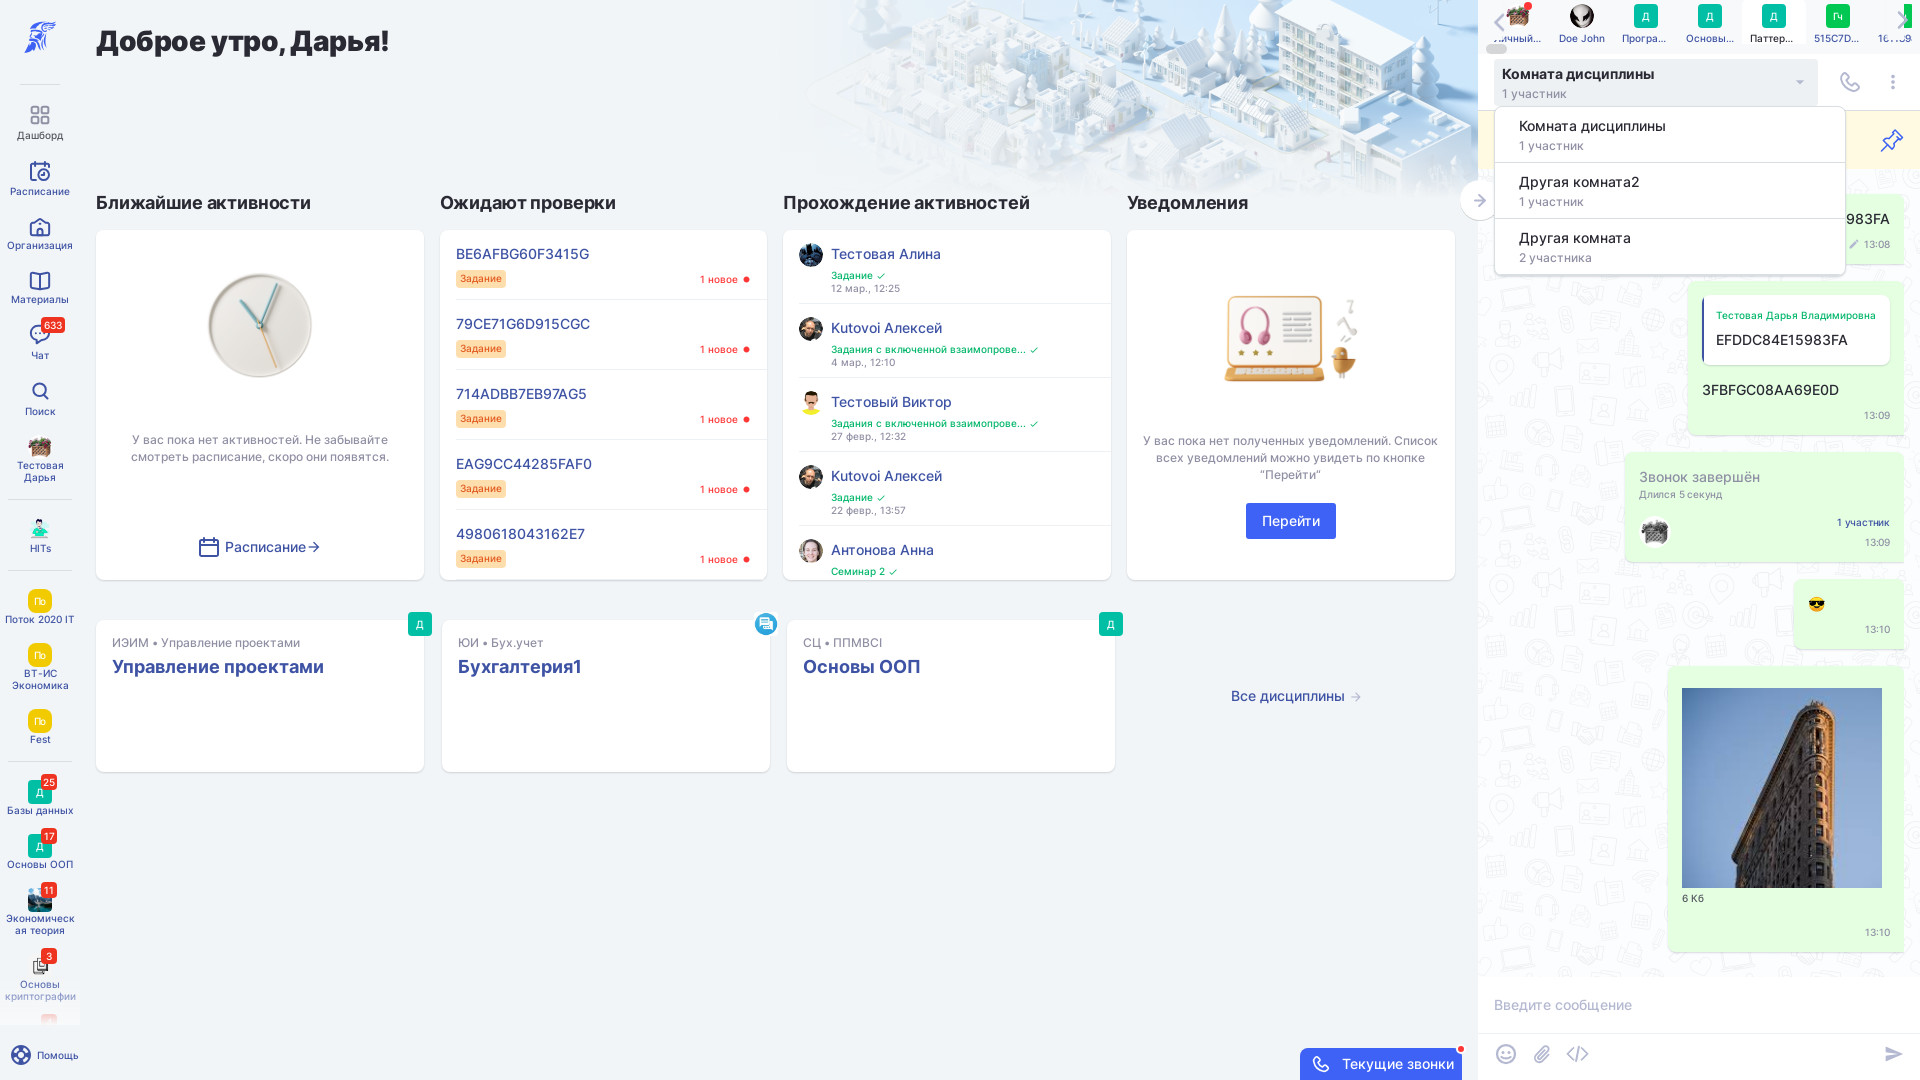 Доброе утро, Дарья!
Дашборд
Расписание
Организация
Материалы
633
Чат
Поиск
Тестовая
Дарья
HITs
По
Поток 2020 IT
По
ВТ-ИС
Экономика
По
Fest
25
Д
Базы данных
17
Д
Основы ООП
11
Экономическ
ая теория
3
Основы
криптографии
Помощь
Ближайшие активности
У вас пока нет активностей. Не забывайте
смотреть расписание, скоро они появятся.
Расписание
Ожидают проверки
BE6AFBG60F3415G
Задание
1 новое
79CE71G6D915CGC
Задание
1 новое
714ADBB7EB97AG5
Задание
1 новое
EAG9CC44285FAF0
Задание
1 новое
4980618043162E7
Задание
1 новое
Прохождение активностей
Тестовая Алина
Задание
12 мар., 12:25
Kutovoi Алексей
Задания с включенной взаимопрове...
4 мар., 12:10
Тестовый Виктор
Задания с включенной взаимопрове...
27 февр., 12:32
Kutovoi Алексей
Задание
22 февр., 13:57
Антонова Анна
Семинар 2
Уведомления
У вас пока нет полученных уведомлений. Список
всех уведомлений можно увидеть по кнопке
“Перейти”
Перейти
ИЭИМ • Управление проектами
Управление проектами
Д
ЮИ • Бух.учет
Бухгалтерия1
СЦ • ППМВСІ
Основы ООП
Д
Все дисциплины
Текущие звонки
Doe John
Д
Програ...
Д
Основы...
Д
Паттер...
Гч
515C7D...
Комната дисциплины
1 участник
Комната дисциплины
1 участник
Другая комната2
1 участник
Другая комната
2 участника
983FA
13:08
Тестовая Дарья Владимировна
EFDDC84E15983FA
3FBFGC08AA69E0D
13:09
Звонок завершён
Длился 5 секунд
1 участник
13:09
13:10
6 Кб
13:10
Введите сообщение